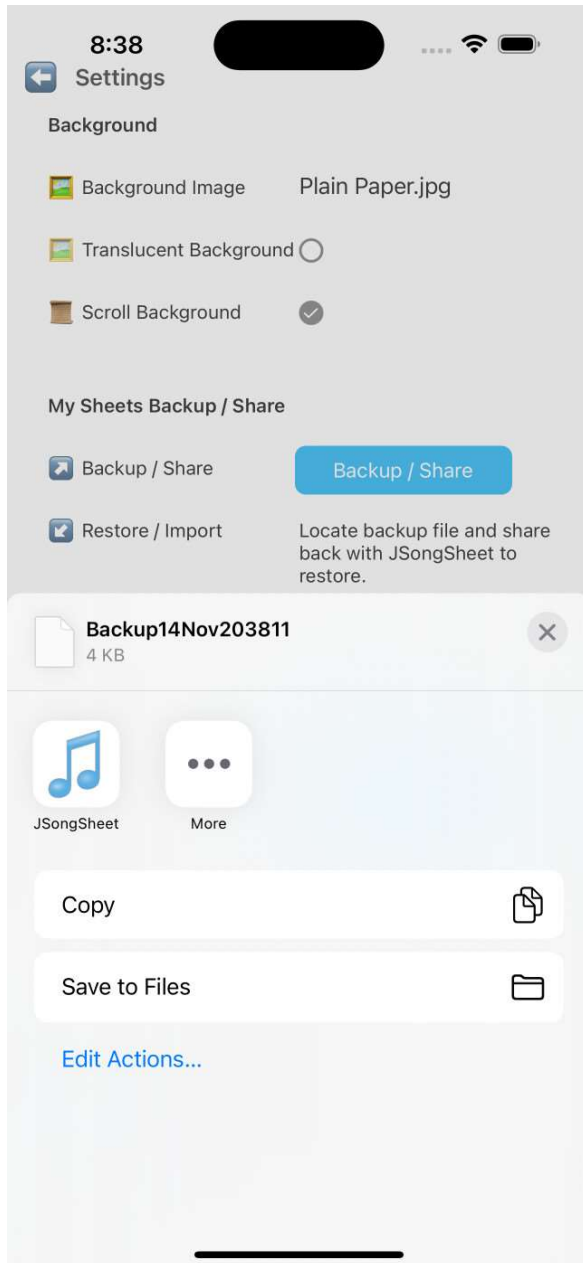 8:38
Settings
Background
Background Image Plain Paper.jpg
Translucent Background
Scroll Background
My Sheets Backup / Share
Backup / Share Backup / Share
Restore / Import Locate backup file and share
back with JSongSheet to
restore.
Backup14Nov203811
4 KB
JSongSheet More
Copy
Save to Files
Edit Actions...